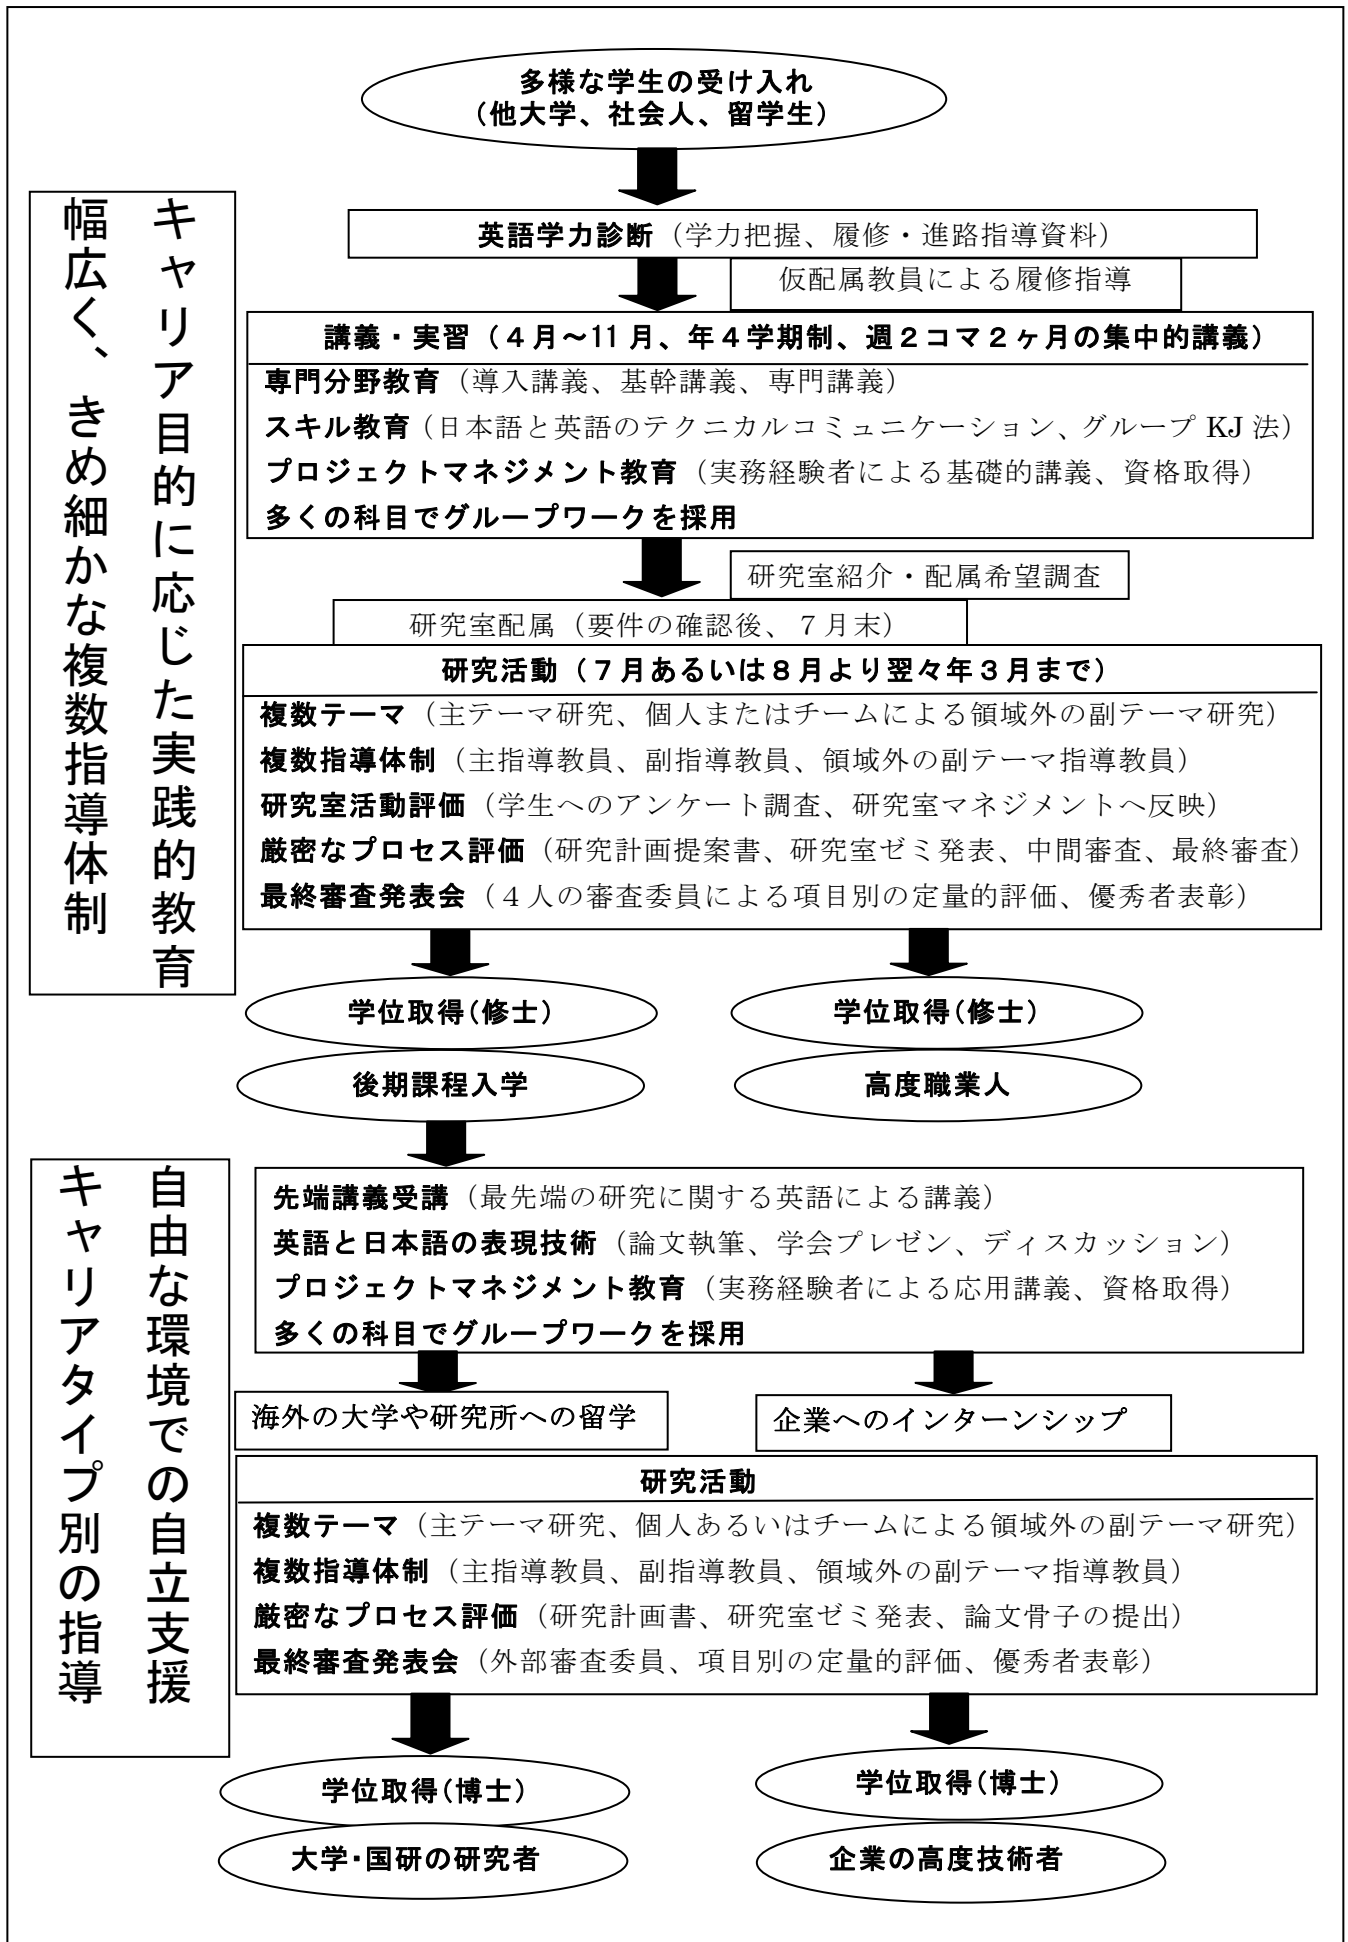 多様な学生の受け入れ
（他大学、社会人、留学生）
キャリア目的に応じた実践的教育
幅広く、きめ細かな複数指導体制
英語学力診断（学力把握、履修・進路指導資料）
仮配属教員による履修指導
講義・実習（４月～11月、年４学期制、週２コマ２ヶ月の集中的講義）
専門分野教育（導入講義、基幹講義、専門講義）
スキル教育（日本語と英語のテクニカルコミュニケーション、グループ KJ 法）
プロジェクトマネジメント教育（実務経験者による基礎的講義、資格取得）
多くの科目でグループワークを採用
研究室紹介・配属希望調査
研究室配属（要件の確認後、７月末）
研究活動（７月あるいは８月より翌々年３月まで）
複数テーマ（主テーマ研究、個人またはチームによる領域外の副テーマ研究）
複数指導体制（主指導教員、副指導教員、領域外の副テーマ指導教員）
研究室活動評価（学生へのアンケート調査、研究室マネジメントへ反映）
厳密なプロセス評価（研究計画提案書、研究室ゼミ発表、中間審査、最終審査）
最終審査発表会（４人の審査委員による項目別の定量的評価、優秀者表彰）
学位取得（修士）
学位取得（修士）
後期課程入学
高度職業人
自由な環境での自立支援
キャリアタイプ別の指導
先端講義受講（最先端の研究に関する英語による講義）
英語と日本語の表現技術（論文執筆、学会プレゼン、ディスカッション）
プロジェクトマネジメント教育（実務経験者による応用講義、資格取得）
多くの科目でグループワークを採用
海外の大学や研究所への留学
企業へのインターンシップ
研究活動
複数テーマ（主テーマ研究、個人あるいはチームによる領域外の副テーマ研究）
複数指導体制（主指導教員、副指導教員、領域外の副テーマ指導教員）
厳密なプロセス評価（研究計画書、研究室ゼミ発表、論文骨子の提出）
最終審査発表会（外部審査委員、項目別の定量的評価、優秀者表彰）
学位取得（博士）
学位取得（博士）
大学・国研の研究者
企業の高度技術者